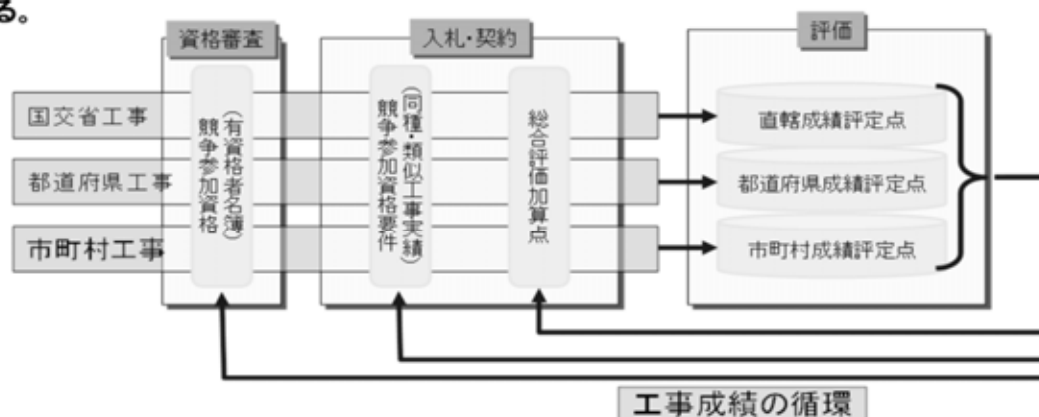 る。
資格審査
入札・契約
評価
国交省工事
都道府県工事
市町村工事
競争参加資格
(有資格者名簿)
競争参加資格要件
(同種・類似工事実績)
総合評価加算点
直轄成績評定点
都道府県成績評定点
市町村成績評定点
工事成績の循環